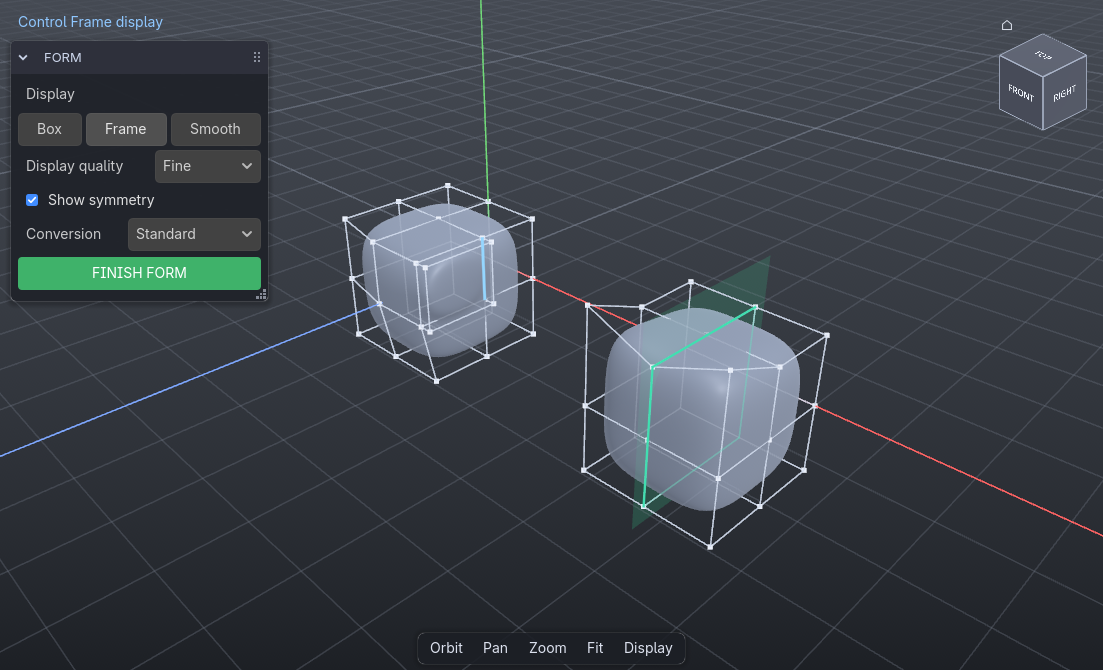 Control Frame display
FORM
Display
Box Frame Smooth
Display quality Fine
Show symmetry
Conversion Standard
FINISH FORM
TOP
FRONT RIGHT
Orbit Pan Zoom Fit Display